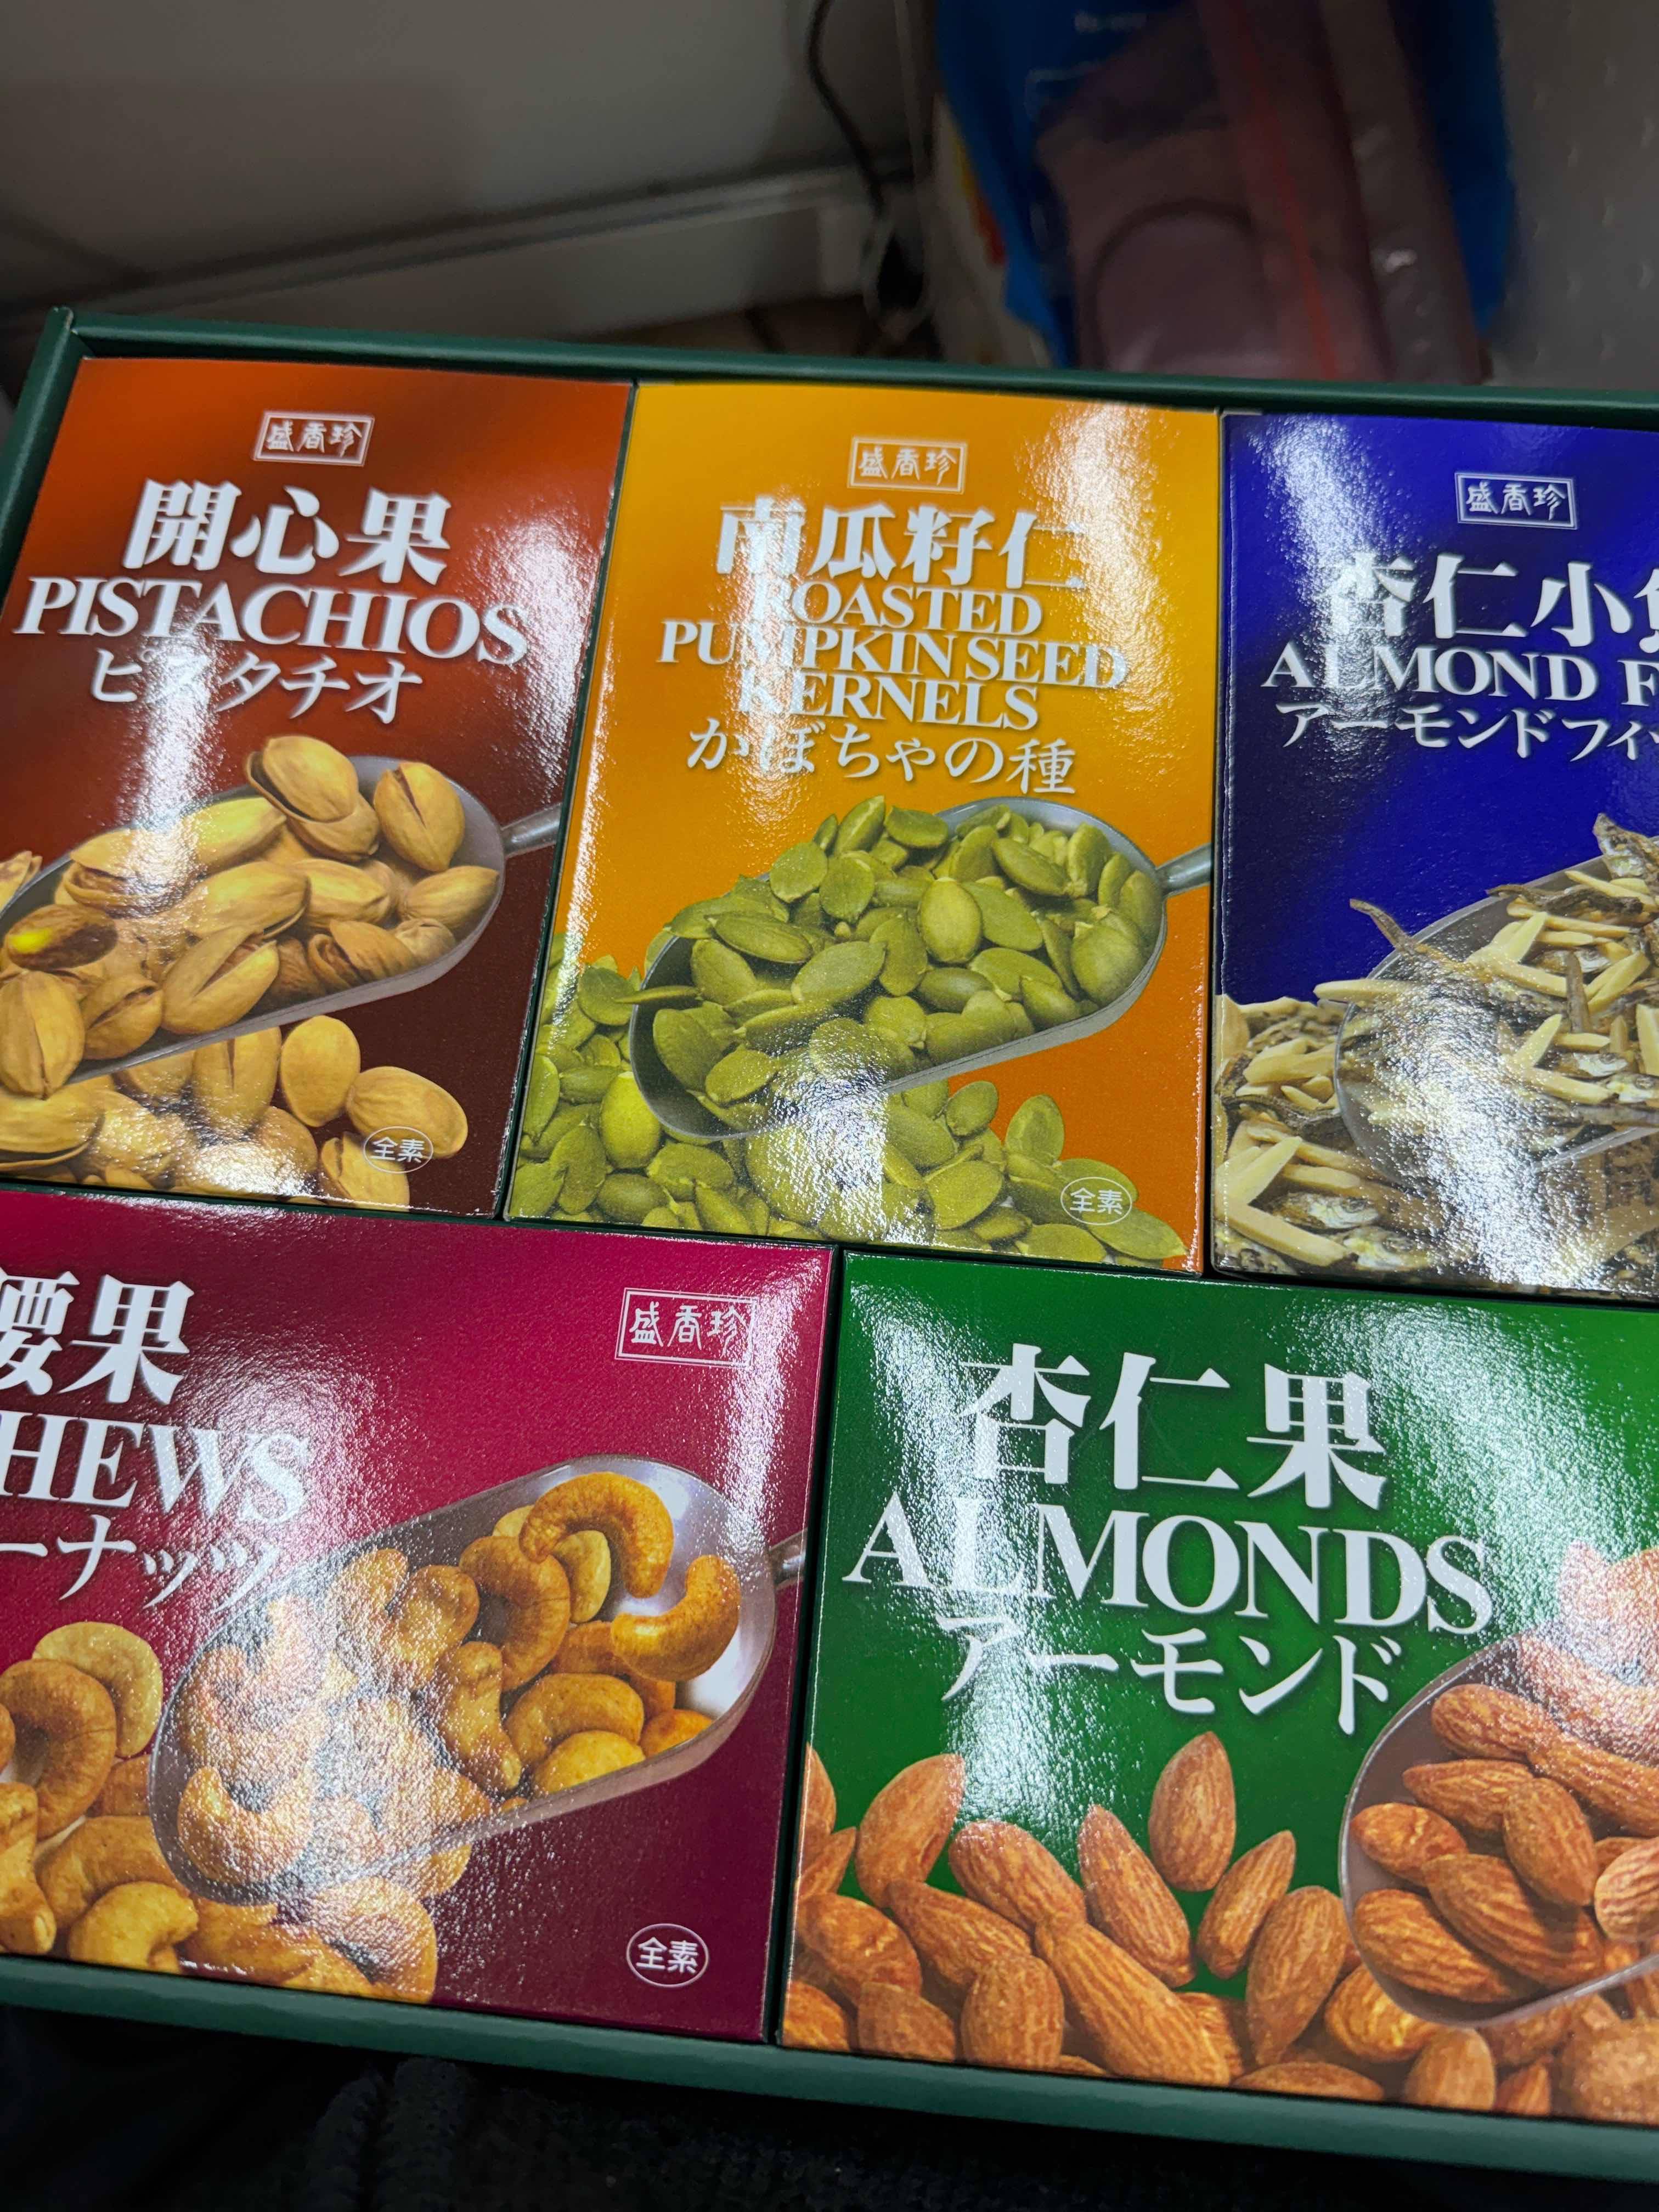 盛香珍
開心果
PISTACHIOS
ピスタチオ
全素
盛香珍
南瓜籽仁
ROASTED
PUMPKIN SEED
KERNELS
かぼちゃの種
全素
盛香珍
杏仁小
ALMOND F
アーモンドフィ
盛香珍
腰果
HEWS
ーナッツ
全素
杏仁果
ALMONDS
アーモンド